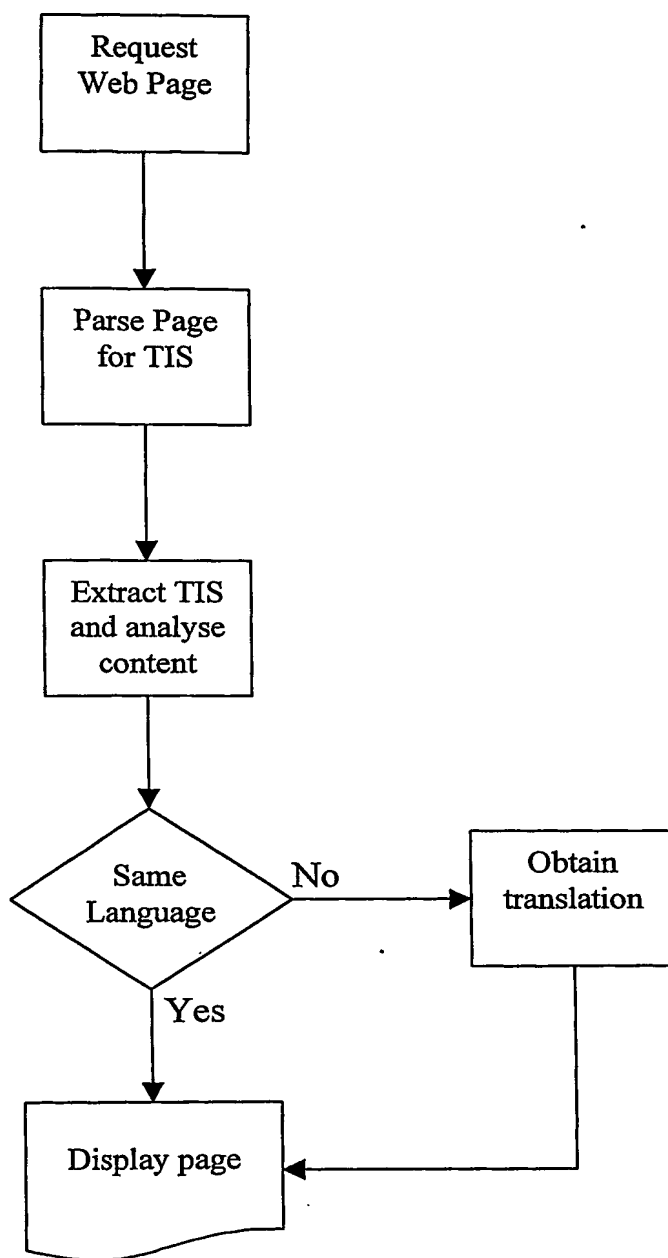 Request
Web Page
Parse Page
for TIS
Extract TIS
and analyse
content
Same
Language
No
Obtain
translation
Yes
Display page